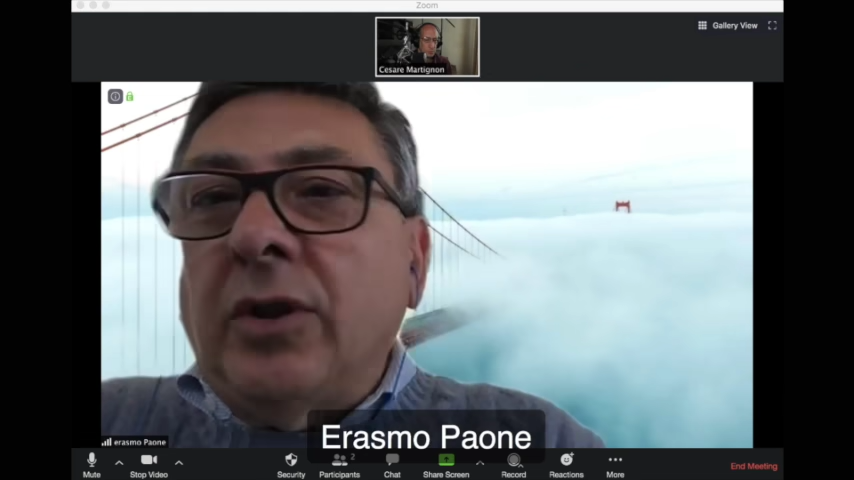 Zoom
Gallery View
Cesare Martignon
erasmo Paone
Erasmo Paone
Mute
Stop Video
Security
Participants
2
Chat
Share Screen
Record
Reactions
More
End Meeting